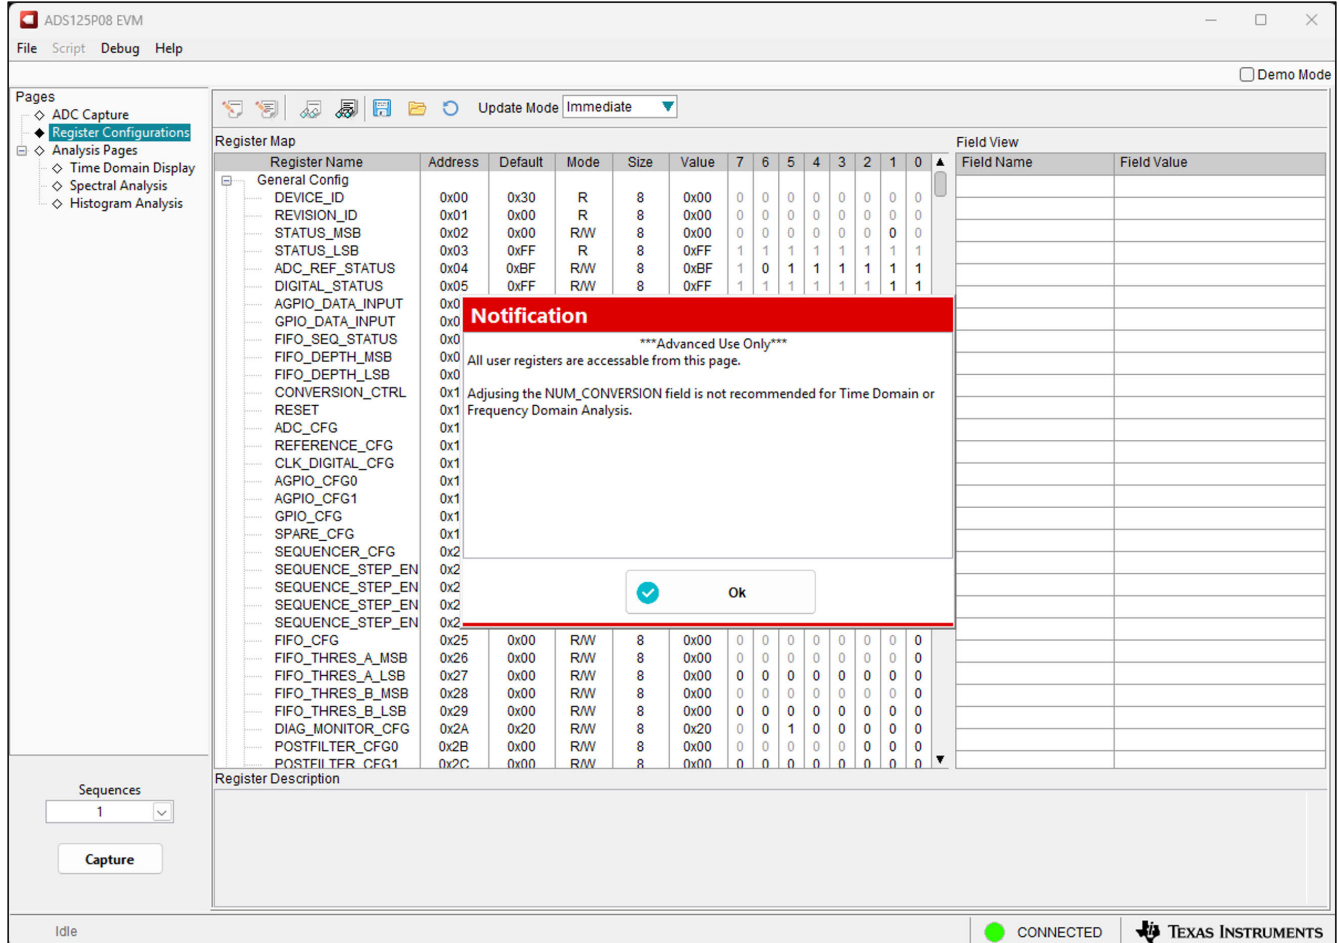 ADS125P08 EVM
File Script Debug Help
Demo Mode
Pages
ADC Capture
Register Configurations
Analysis Pages
Time Domain Display
Spectral Analysis
Histogram Analysis
Update Mode Immediate
Register Map
Register Name Address Default Mode Size Value 7 6 5 4 3 2 1 0
General Config
DEVICE_ID 0x00 0x30 R 8 0x00 0 0 0 0 0 0 0 0
REVISION_ID 0x01 0x00 R 8 0x00 0 0 0 0 0 0 0 0
STATUS_MSB 0x02 0x00 R/W 8 0x00 0 0 0 0 0 0 0 0
STATUS_LSB 0x03 0xFF R 8 0xFF 1 1 1 1 1 1 1 1
ADC_REF_STATUS 0x04 0xBF R/W 8 0xBF 1 0 1 1 1 1 1 1
DIGITAL_STATUS 0x05 0xFF R/W 8 0xFF 1 1 1 1 1 1 1 1
AGPIO_DATA_INPUT 0x0
GPIO_DATA_INPUT 0x0
FIFO_SEQ_STATUS 0x0
FIFO_DEPTH_MSB 0x0
FIFO_DEPTH_LSB 0x0
CONVERSION_CTRL 0x1
RESET 0x1
ADC_CFG 0x1
REFERENCE_CFG 0x1
CLK_DIGITAL_CFG 0x1
AGPIO_CFG0 0x1
AGPIO_CFG1 0x1
GPIO_CFG 0x1
SPARE_CFG 0x1
SEQUENCER_CFG 0x2
SEQUENCE_STEP_EN 0x2
SEQUENCE_STEP_EN 0x2
SEQUENCE_STEP_EN 0x2
SEQUENCE_STEP_EN 0x2
FIFO_CFG 0x25 0x00 R/W 8 0x00 0 0 0 0 0 0 0 0
FIFO_THRES_A_MSB 0x26 0x00 R/W 8 0x00 0 0 0 0 0 0 0 0
FIFO_THRES_A_LSB 0x27 0x00 R/W 8 0x00 0 0 0 0 0 0 0 0
FIFO_THRES_B_MSB 0x28 0x00 R/W 8 0x00 0 0 0 0 0 0 0 0
FIFO_THRES_B_LSB 0x29 0x00 R/W 8 0x00 0 0 0 0 0 0 0 0
DIAG_MONITOR_CFG 0x2A 0x20 R/W 8 0x20 0 0 1 0 0 0 0 0
POSTFILTER_CFG0 0x2B 0x00 R/W 8 0x00 0 0 0 0 0 0 0 0
POSTFILTER_CFG1 0x2C 0x00 R/W 8 0x00 0 0 0 0 0 0 0 0
Notification
***Advanced Use Only***
All user registers are accessable from this page.
Adjusting the NUM_CONVERSION field is not recommended for Time Domain or
Frequency Domain Analysis.
Ok
Field View
Field Name Field Value
Register Description
Sequences
1
Capture
Idle
CONNECTED
TEXAS INSTRUMENTS